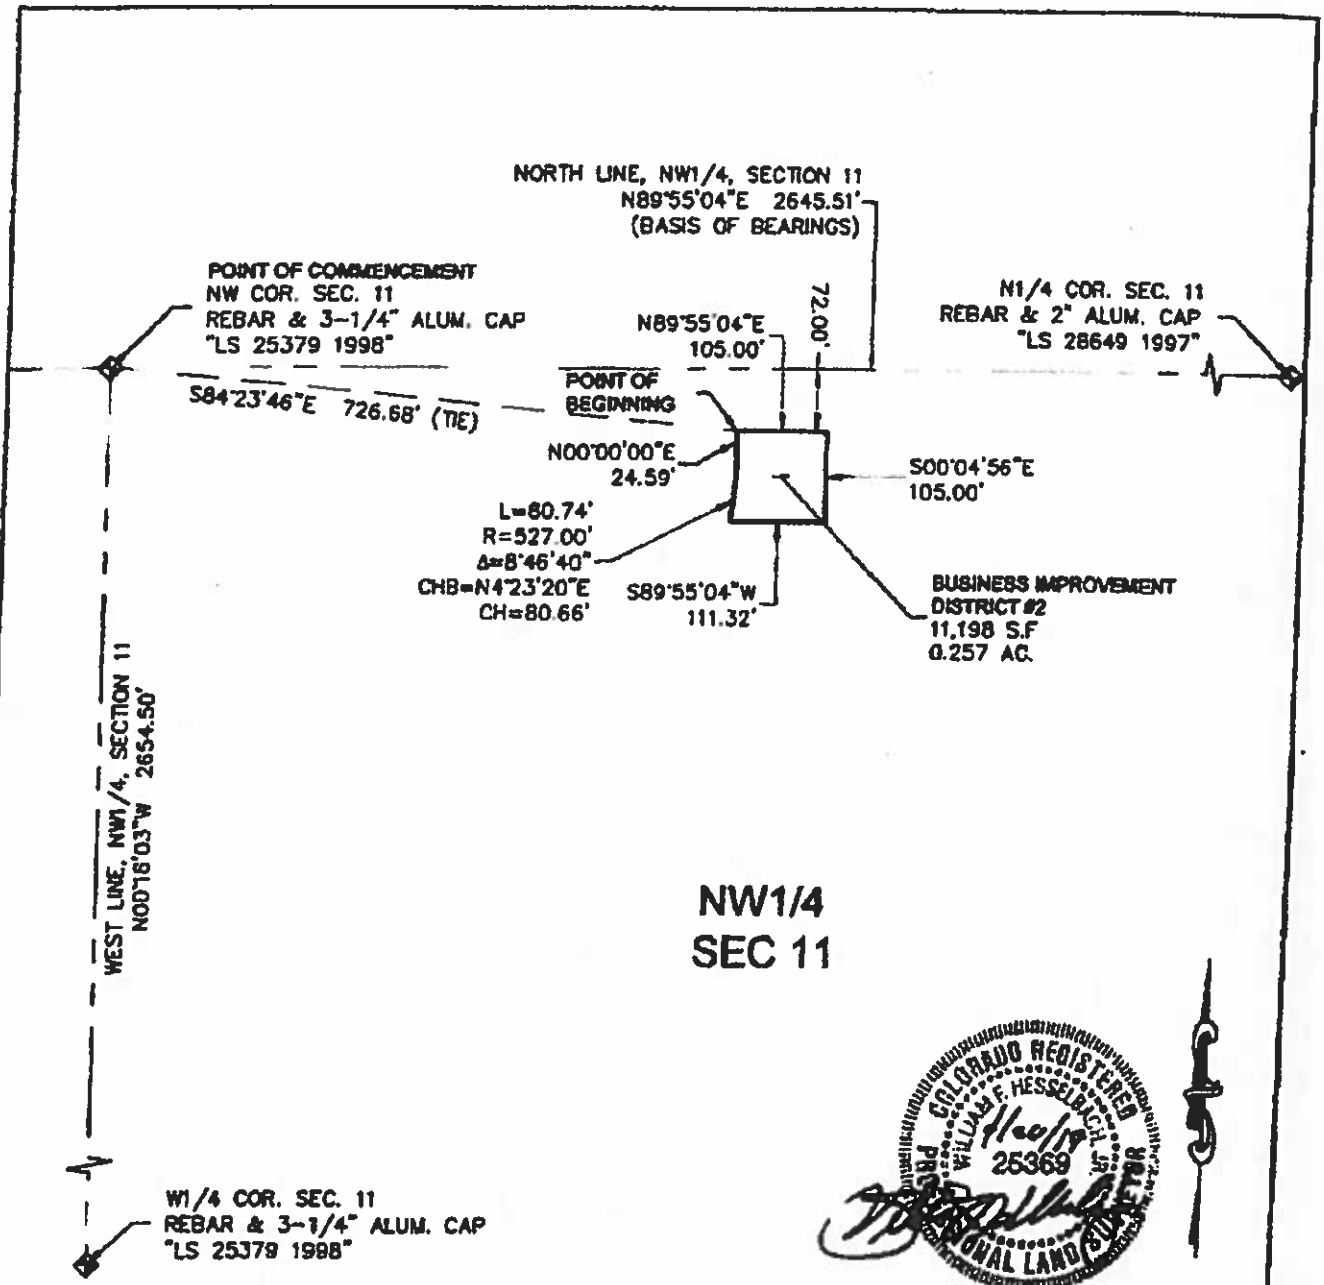 NORTH LINE, NW1/4, SECTION 11
N89°55'04"E 2645.51'
(BASIS OF BEARINGS)
POINT OF COMMENCEMENT
NW COR. SEC. 11
REBAR & 3-1/4" ALUM. CAP
"LS 25379 1998"
N1/4 COR. SEC. 11
REBAR & 2" ALUM. CAP
"LS 28649 1997"
N89°55'04"E
105.00'
72.00'
POINT OF
BEGINNING
S84°23'46"E 726.68' (TIE)
N00°00'00"E
24.59'
S00°04'56"E
105.00'
L=80.74'
R=527.00'
Δ=8°46'40"
CHB=N4°23'20"E
CH=80.66'
S89°55'04"W
111.32'
BUSINESS IMPROVEMENT
DISTRICT #2
11,198 S.F
0.257 AC.
WEST LINE, NW1/4, SECTION 11
N00°16'03"W 2654.50'
NW1/4
SEC 11
COLORADO REGISTERED
WILLIAM F. HESSELBACH, JR.
25369
LAND
W1/4 COR. SEC. 11
REBAR & 3-1/4" ALUM. CAP
"LS 25379 1998"